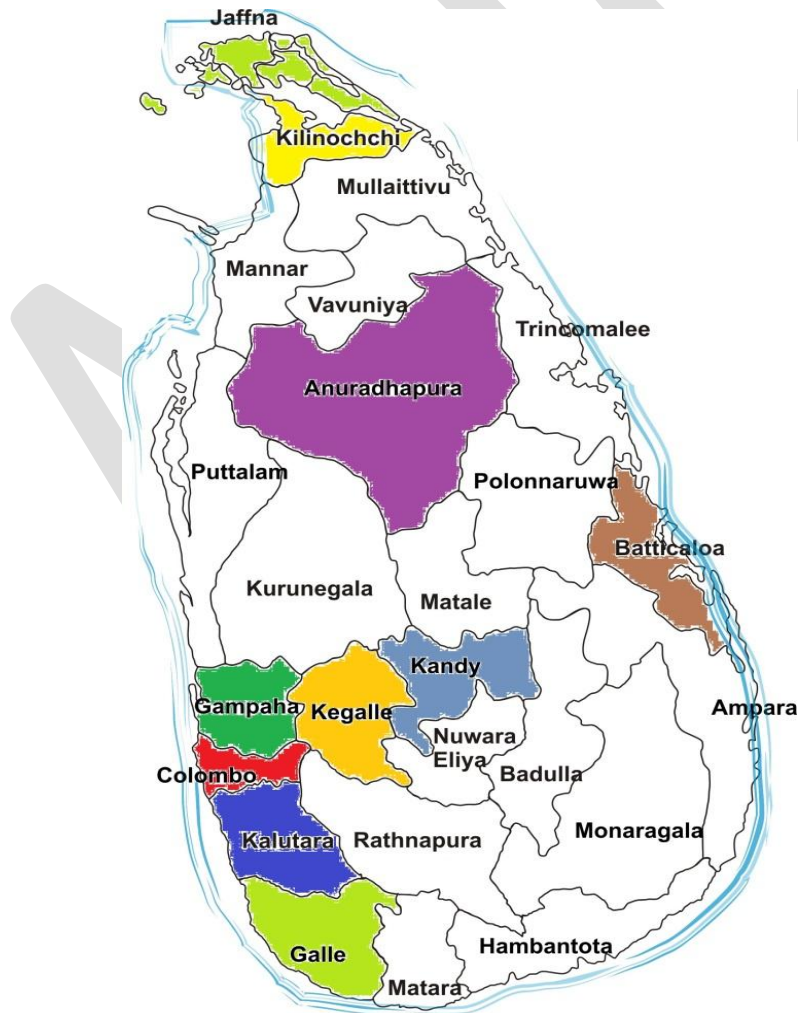 Jaffna
Kilinochchi
Mullaittivu
Mannar
Vavuniya
Trincomalee
Anuradhapura
Puttalam
Polonnaruwa
Batticaloa
Kurunegala
Matale
Kandy
Gampaha
Kegalle
Ampara
Nuwara
Eliya
Colombo
Badulla
Kalutara
Rathnapura
Monaragala
Galle
Hambantota
Matara